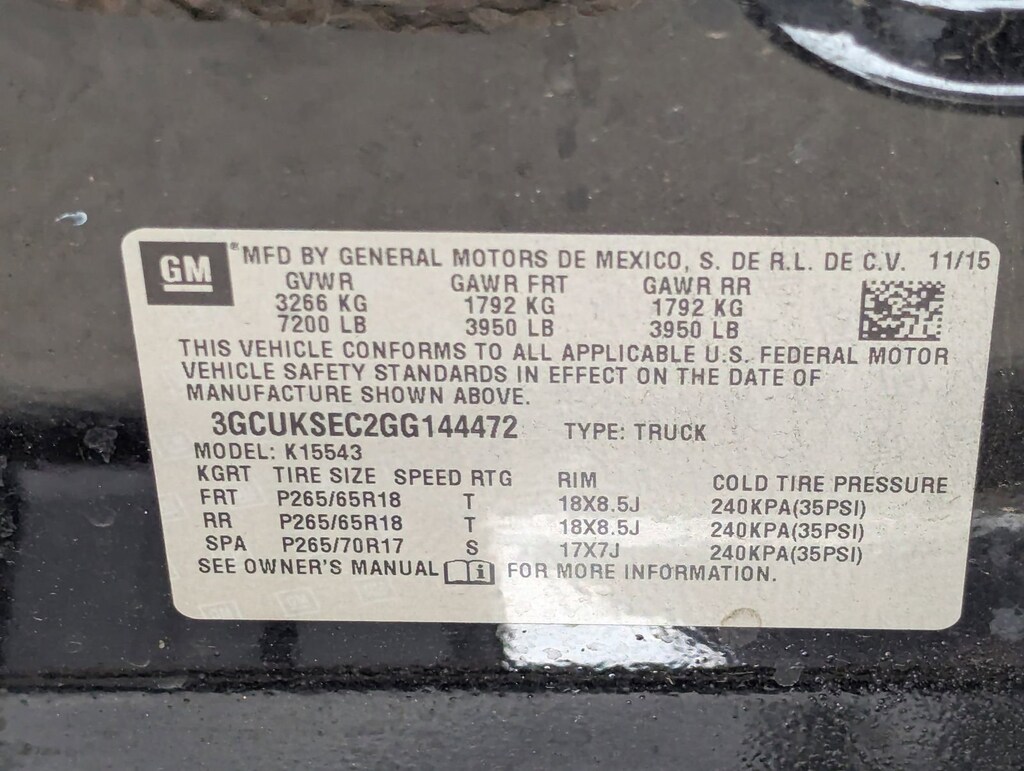 GM ® MFD BY GENERAL MOTORS DE MEXICO, S. DE R.L. DE C.V. 11/15
GVWR GAWR FRT GAWR RR
3266 KG 1792 KG 1792 KG
7200 LB 3950 LB 3950 LB
THIS VEHICLE CONFORMS TO ALL APPLICABLE U.S. FEDERAL MOTOR
VEHICLE SAFETY STANDARDS IN EFFECT ON THE DATE OF
MANUFACTURE SHOWN ABOVE.
3GCUKSEC2GG144472 TYPE: TRUCK
MODEL: K15543
KGRT TIRE SIZE SPEED RTG RIM COLD TIRE PRESSURE
FRT P265/65R18 T 18X8.5J 240KPA(35PSI)
RR P265/65R18 T 18X8.5J 240KPA(35PSI)
SPA P265/70R17 S 17X7J 240KPA(35PSI)
SEE OWNER'S MANUAL i FOR MORE INFORMATION.